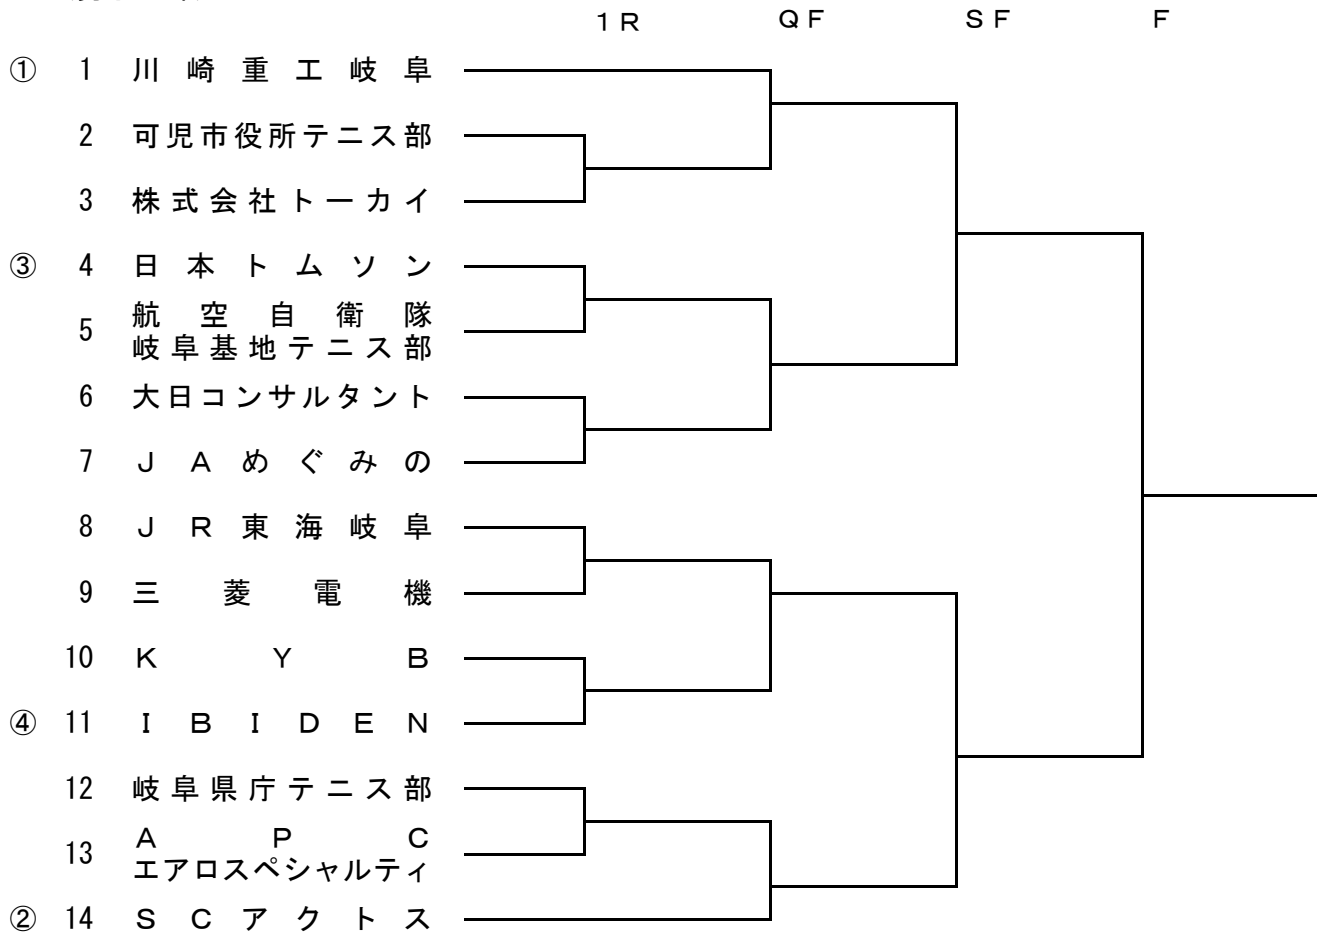 １Ｒ ＱＦ ＳＦ Ｆ
① 1 川崎重工岐阜
2 可児市役所テニス部
3 株式会社トーカイ
③ 4 日本トムソン
5 航空自衛隊
岐阜基地テニス部
6 大日コンサルタント
7 ＪＡめぐみの
8 ＪＲ東海岐阜
9 三菱電機
10 ＫＹＢ
④ 11 ＩＢＩＤＥＮ
12 岐阜県庁テニス部
13 ＡＰＣ
エアロスペシャルティ
② 14 ＳＣアクトス